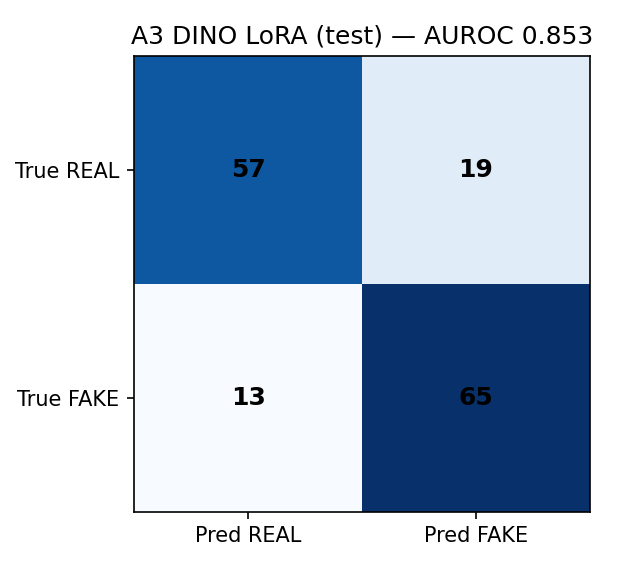 A3 DINO LoRA (test) — AUROC 0.853
True REAL 57 19
True FAKE 13 65
Pred REAL Pred FAKE